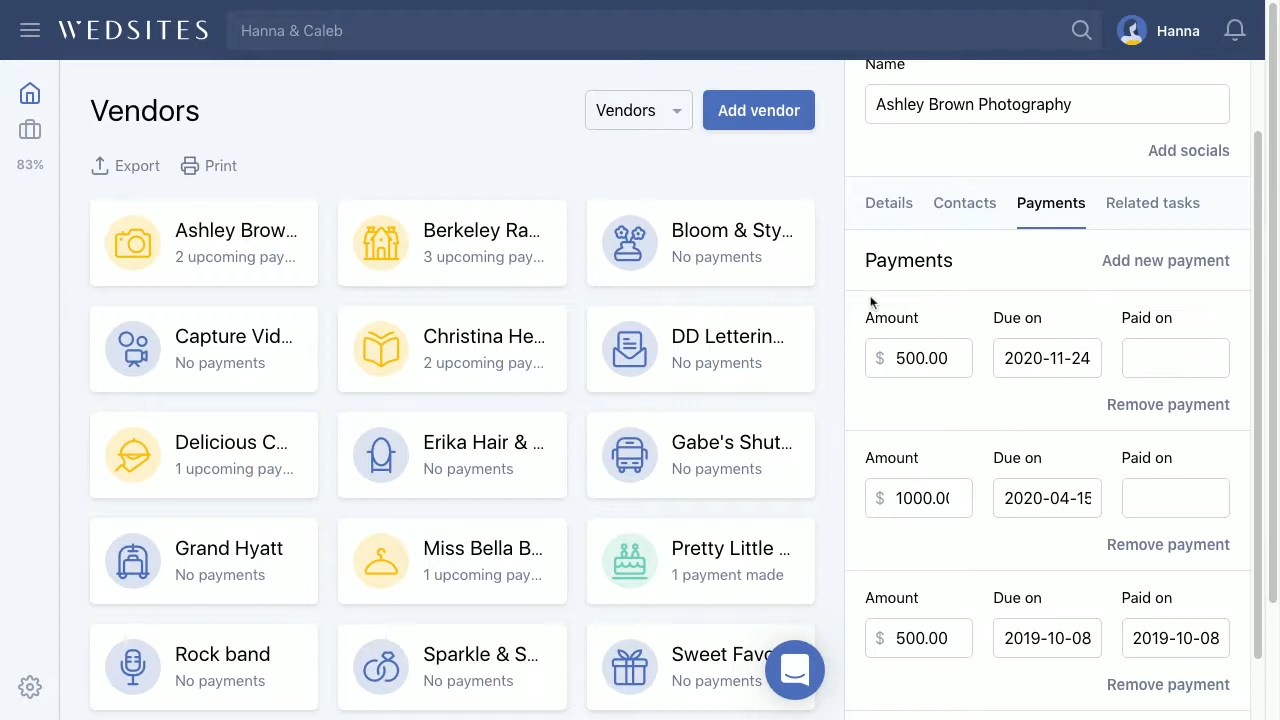 WEDSITES
Hanna & Caleb
Hanna
83%
Vendors
Vendors
Add vendor
Export
Print
Ashley Brow...
2 upcoming pay...
Berkeley Ra...
3 upcoming pay...
Bloom & Sty...
No payments
Capture Vid...
No payments
Christina He...
2 upcoming pay...
DD Letterin...
No payments
Delicious C...
1 upcoming pay...
Erika Hair & ...
No payments
Gabe's Shut...
No payments
Grand Hyatt
No payments
Miss Bella B...
1 upcoming pay...
Pretty Little ...
1 payment made
Rock band
No payments
Sparkle & S...
No payments
Sweet Favo
No payments
Name
Ashley Brown Photography
Add socials
Details Contacts Payments Related tasks
Payments
Add new payment
Amount Due on Paid on
$ 500.00 2020-11-24
Remove payment
Amount Due on Paid on
$ 1000.00 2020-04-15
Remove payment
Amount Due on Paid on
$ 500.00 2019-10-08 2019-10-08
Remove payment